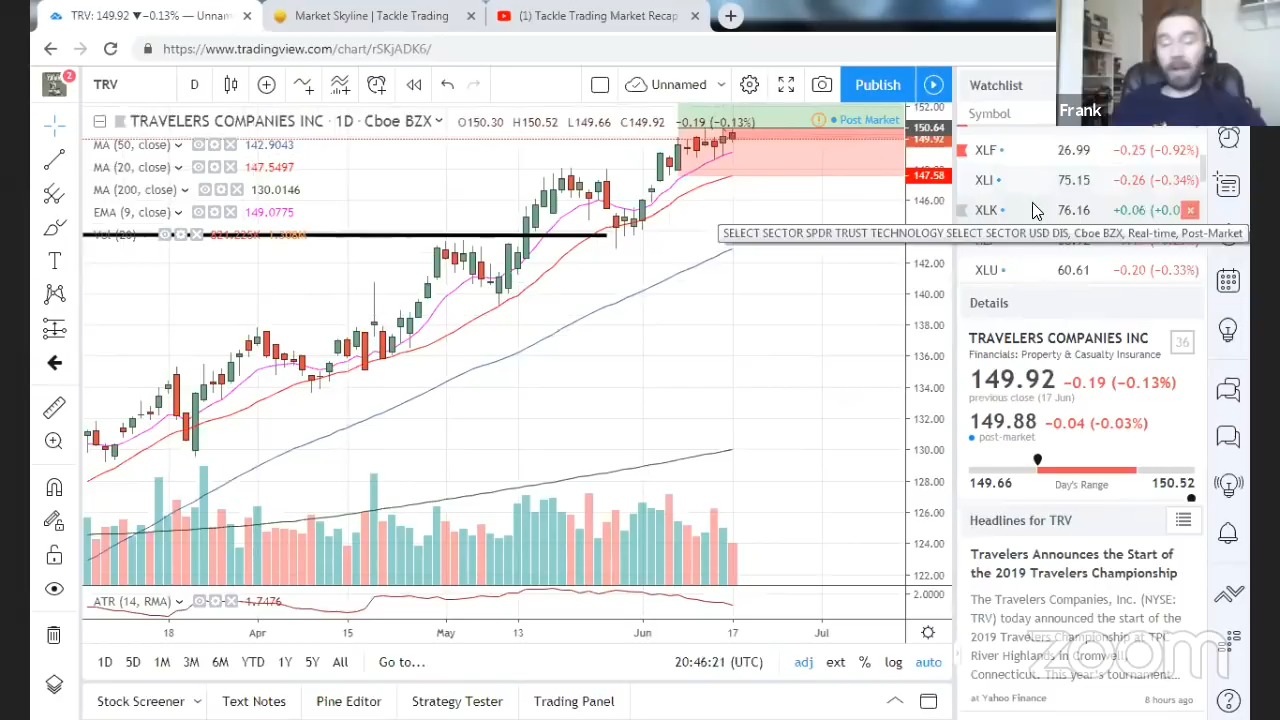 TRV: 149.92 ▼−0.13% — Unnan
Market Skyline | Tackle Trading
(1) Tackle Trading Market Recap
https://www.tradingview.com/chart/rSKjADK6/
2
TRV
D
Unnamed
Publish
Watchlist
Symbol
Frank
TRAVELERS COMPANIES INC · 1D · BZX
O150.30 H150.52 L149.66 C149.92 −0.19 (−0.13%)
Post Market
MA (50, close) 142.9043
MA (20, close) 147.5497
MA (200, close) 130.0146
EMA (9, close) 149.0775
Vol (20)
152.00
150.64
149.92
147.58
146.00
142.00
140.00
138.00
136.00
134.00
132.00
130.00
128.00
126.00
124.00
122.00
2.0000
XLF 26.99 −0.25 (−0.92%)
XLI 75.15 −0.26 (−0.34%)
XLK 76.16 +0.06 (+0.0
SELECT SECTOR SPDR TRUST TECHNOLOGY SELECT SECTOR USD DIS, Cboe BZX, Real-time, Post-Market
XLU 60.61 −0.20 (−0.33%)
Details
TRAVELERS COMPANIES INC
36
Financials: Property & Casualty Insurance
149.92 −0.19 (−0.13%)
previous close (17 Jun)
149.88 −0.04 (-0.03%)
post-market
149.66 Day's Range 150.52
Headlines for TRV
Travelers Announces the Start of
the 2019 Travelers Championship
The Travelers Companies, Inc. (NYSE:
TRV) today announced the start of the
2019 Travelers Championship at TPC
River Highlands in Cromwell,
Connecticut. This year's tournament...
at Yahoo Finance 8 hours ago
ATR (14, RMA) 1.7476
18 Apr 15 May 13 Jun 17 Jul
1D 5D 1M 3M 6M YTD 1Y 5Y All Go to...
20:46:21 (UTC)
adj ext % log auto
Stock Screener
Text Notes
Pine Editor
Strategy Tester
Trading Panel
zoom